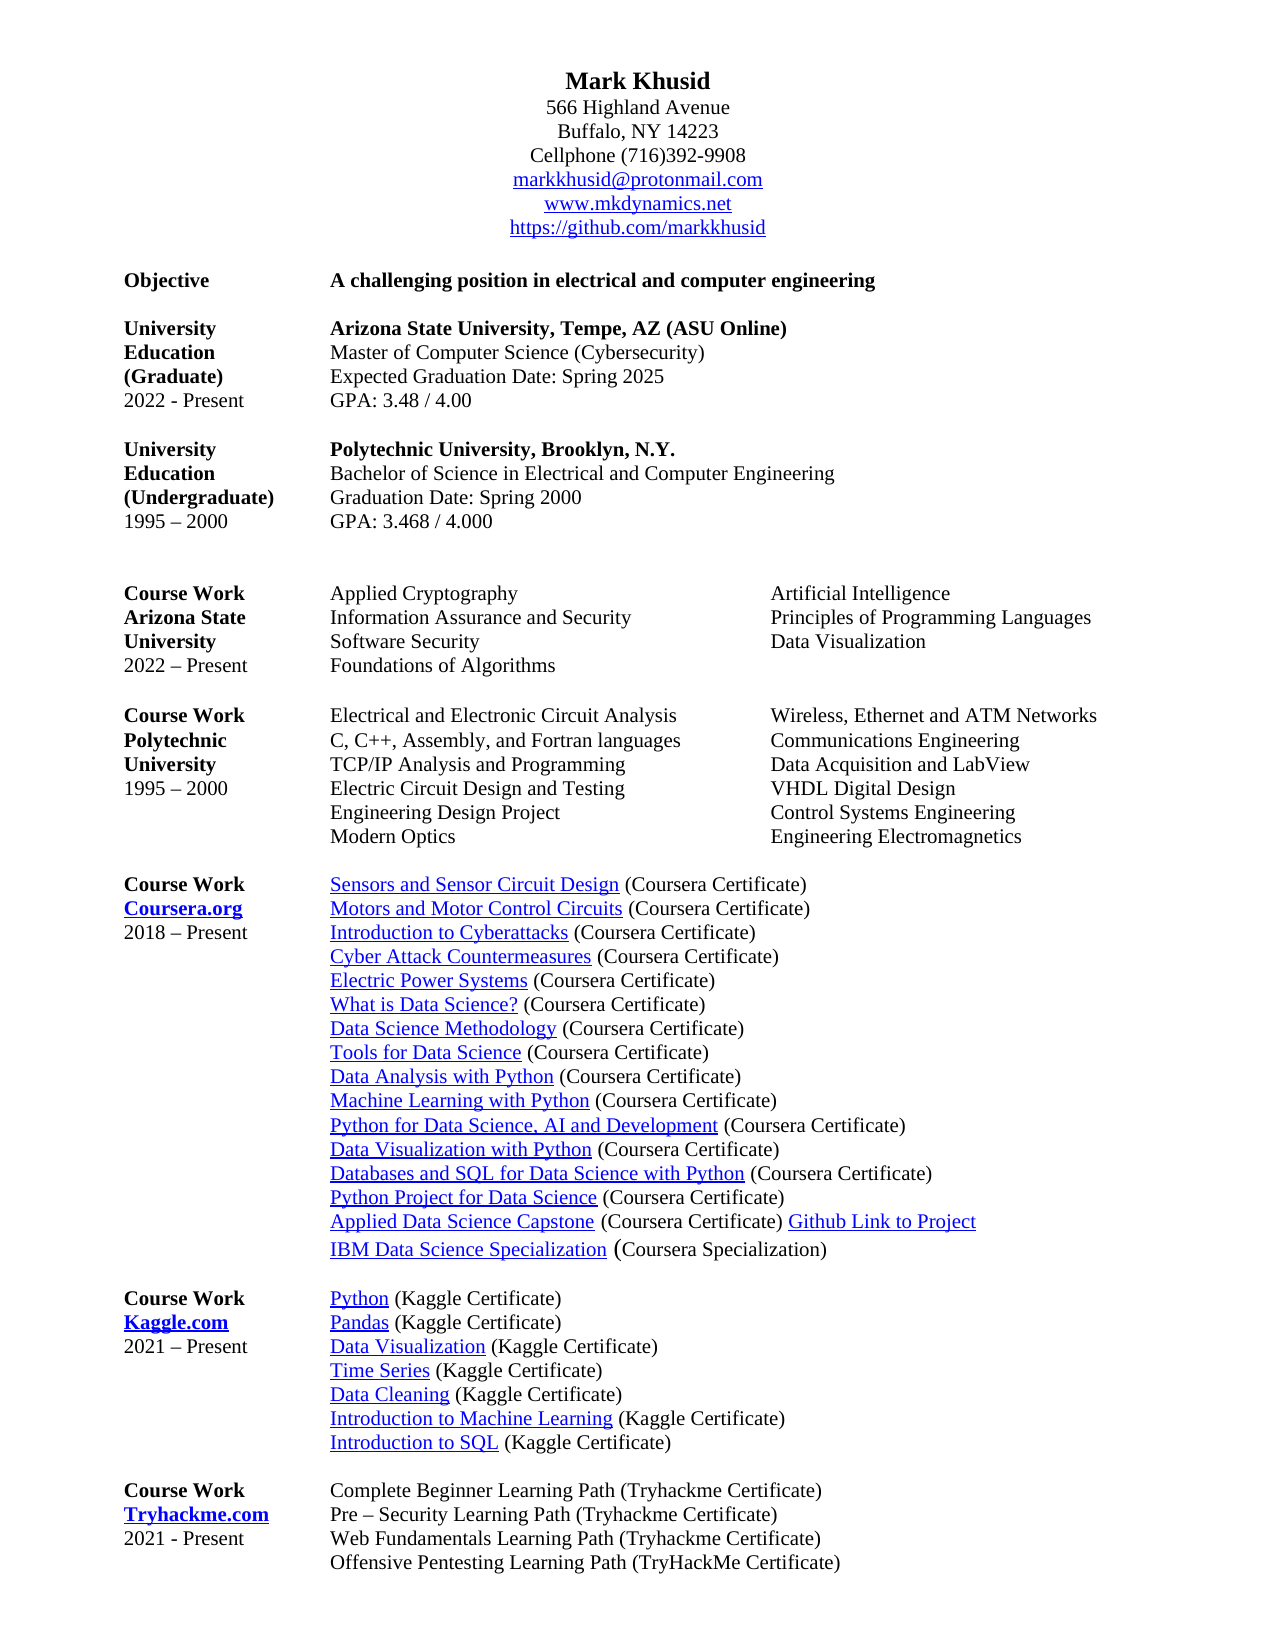 Mark Khusid
566 Highland Avenue
Buffalo, NY 14223
Cellphone (716)392-9908
markkhusid@protonmail.com
www.mkdynamics.net
https://github.com/markkhusid
Objective A challenging position in electrical and computer engineering
University Arizona State University, Tempe, AZ (ASU Online)
Education Master of Computer Science (Cybersecurity)
(Graduate) Expected Graduation Date: Spring 2025
2022 - Present GPA: 3.48 / 4.00
University Polytechnic University, Brooklyn, N.Y.
Education Bachelor of Science in Electrical and Computer Engineering
(Undergraduate) Graduation Date: Spring 2000
1995 – 2000 GPA: 3.468 / 4.000
Course Work Applied Cryptography Artificial Intelligence
Arizona State Information Assurance and Security Principles of Programming Languages
University Software Security Data Visualization
2022 – Present Foundations of Algorithms
Course Work Electrical and Electronic Circuit Analysis Wireless, Ethernet and ATM Networks
Polytechnic C, C++, Assembly, and Fortran languages Communications Engineering
University TCP/IP Analysis and Programming Data Acquisition and LabView
1995 – 2000 Electric Circuit Design and Testing VHDL Digital Design
Engineering Design Project Control Systems Engineering
Modern Optics Engineering Electromagnetics
Course Work Sensors and Sensor Circuit Design (Coursera Certificate)
Coursera.org Motors and Motor Control Circuits (Coursera Certificate)
2018 – Present Introduction to Cyberattacks (Coursera Certificate)
Cyber Attack Countermeasures (Coursera Certificate)
Electric Power Systems (Coursera Certificate)
What is Data Science? (Coursera Certificate)
Data Science Methodology (Coursera Certificate)
Tools for Data Science (Coursera Certificate)
Data Analysis with Python (Coursera Certificate)
Machine Learning with Python (Coursera Certificate)
Python for Data Science, AI and Development (Coursera Certificate)
Data Visualization with Python (Coursera Certificate)
Databases and SQL for Data Science with Python (Coursera Certificate)
Python Project for Data Science (Coursera Certificate)
Applied Data Science Capstone (Coursera Certificate) Github Link to Project
IBM Data Science Specialization (Coursera Specialization)
Course Work Python (Kaggle Certificate)
Kaggle.com Pandas (Kaggle Certificate)
2021 – Present Data Visualization (Kaggle Certificate)
Time Series (Kaggle Certificate)
Data Cleaning (Kaggle Certificate)
Introduction to Machine Learning (Kaggle Certificate)
Introduction to SQL (Kaggle Certificate)
Course Work Complete Beginner Learning Path (Tryhackme Certificate)
Tryhackme.com Pre – Security Learning Path (Tryhackme Certificate)
2021 - Present Web Fundamentals Learning Path (Tryhackme Certificate)
Offensive Pentesting Learning Path (TryHackMe Certificate)